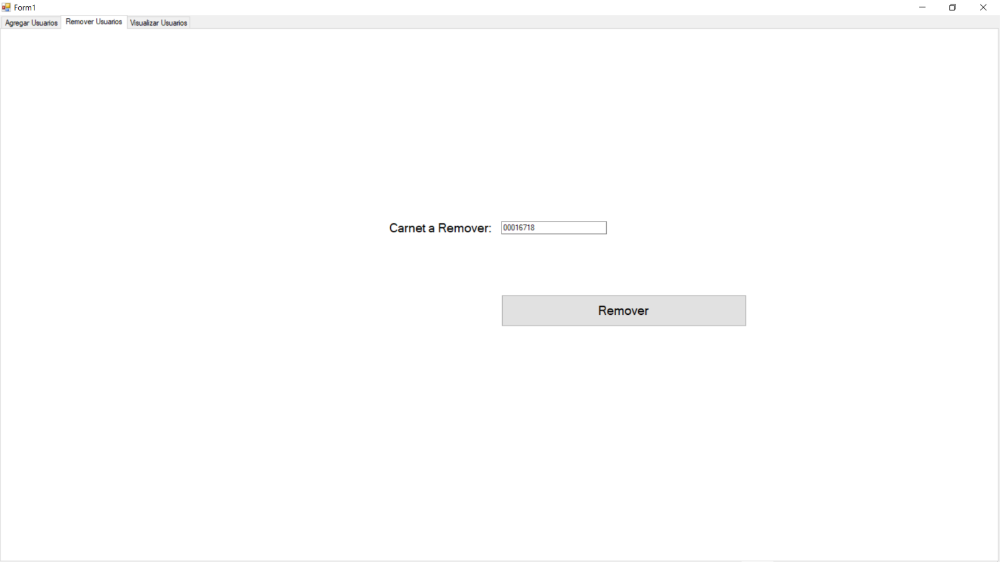 Form1
Agregar Usuarios Remover Usuarios Visualizar Usuarios
Carnet a Remover: 00016718
Remover